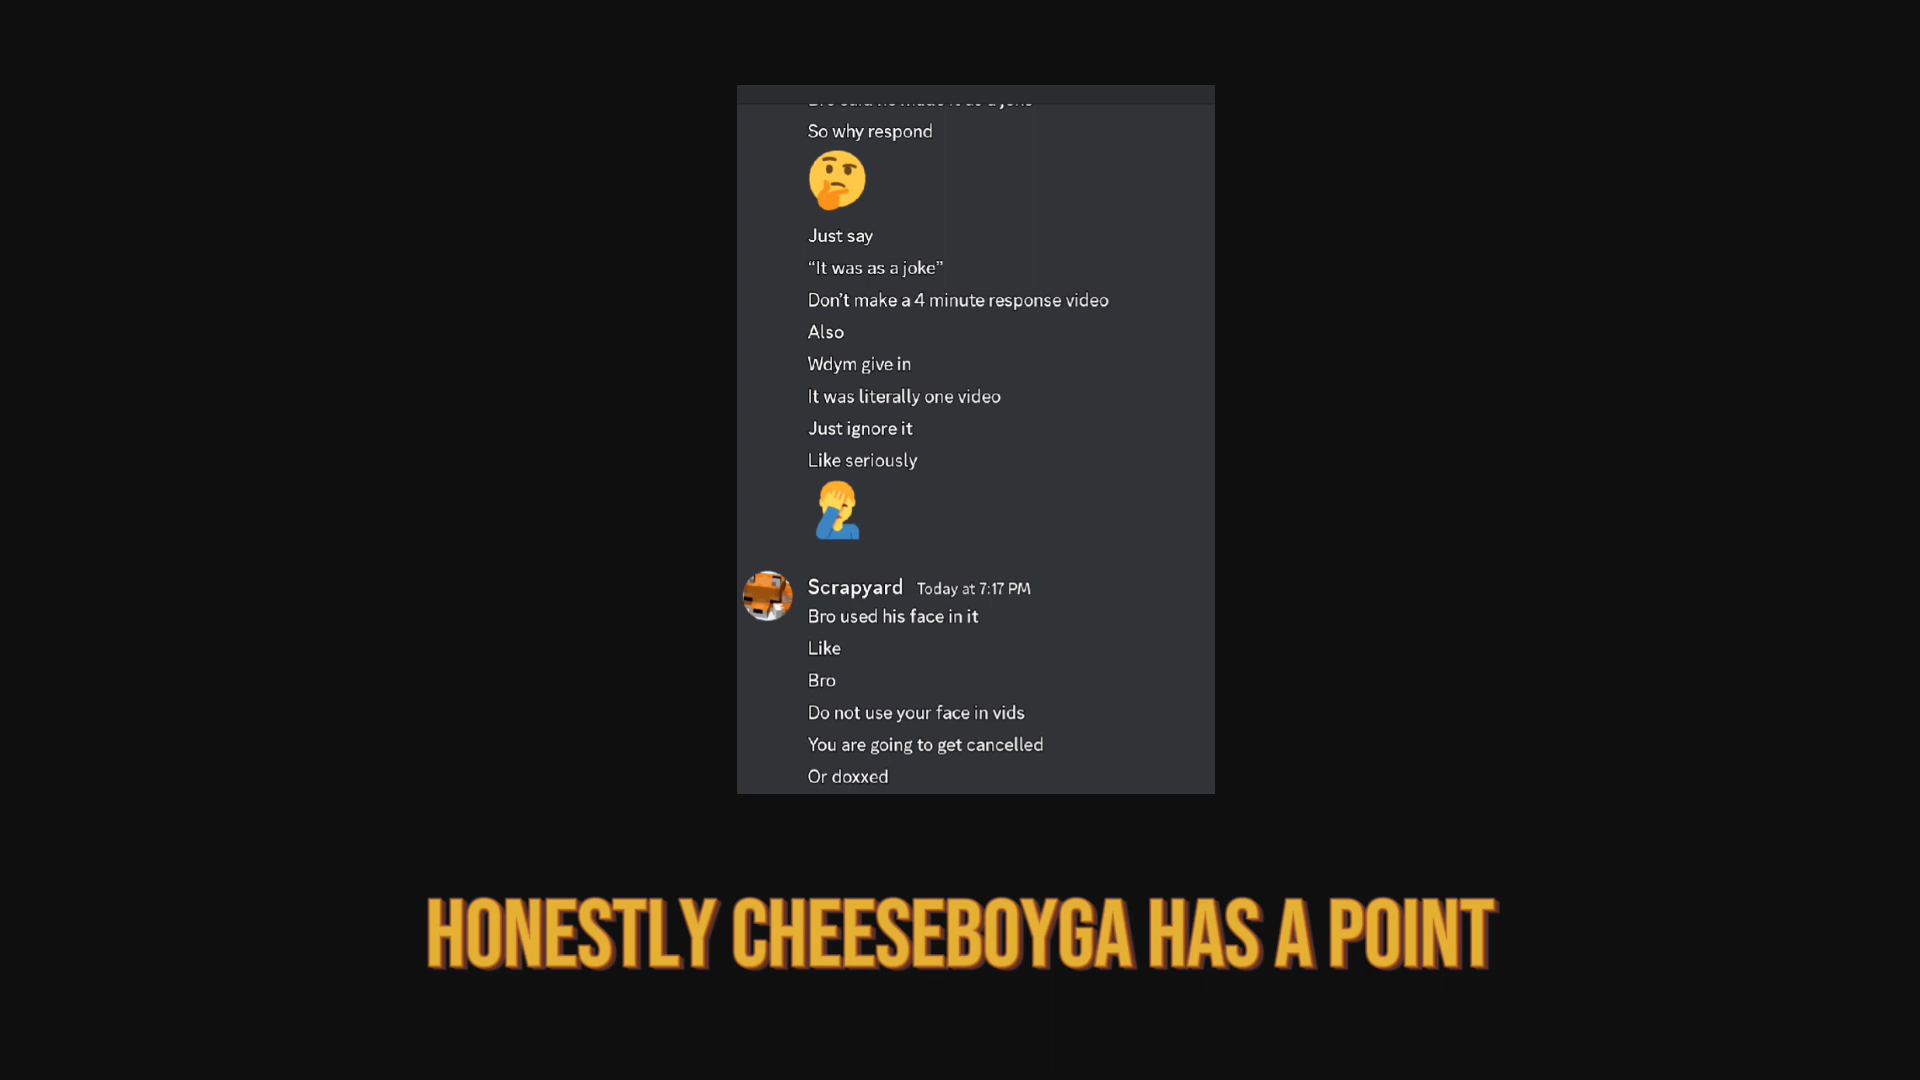 So why respond
Just say
“It was as a joke”
Don’t make a 4 minute response video
Also
Wdym give in
It was literally one video
Just ignore it
Like seriously
Scrapyard Today at 7:17 PM
Bro used his face in it
Like
Bro
Do not use your face in vids
You are going to get cancelled
Or doxxed
HONESTLY CHEESEBOYGA HAS A POINT